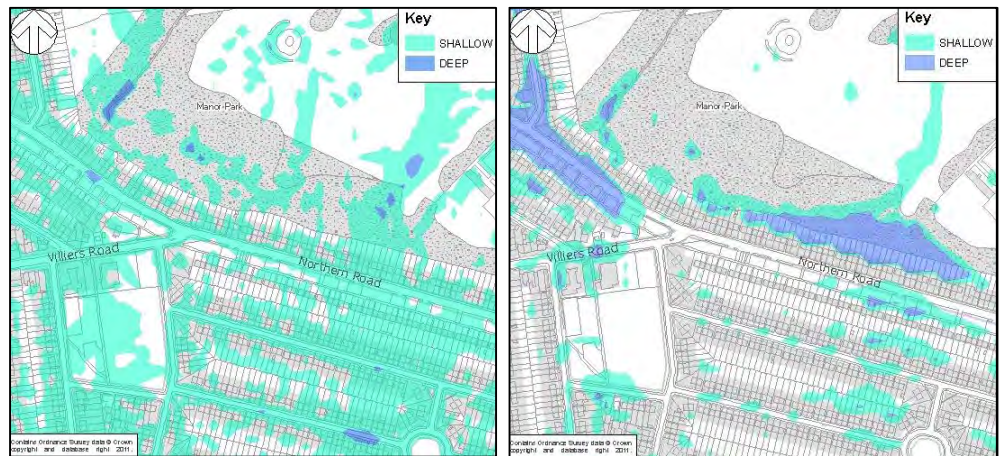 Key
SHALLOW
DEEP
Manor Park
Villiers Road
Northern Road
Contains Ordnance Survey data © Crown
copyright and database right 2011.
Key
SHALLOW
DEEP
Manor Park
Villiers Road
Northern Road
Contains Ordnance Survey data © Crown
copyright and database right 2011.